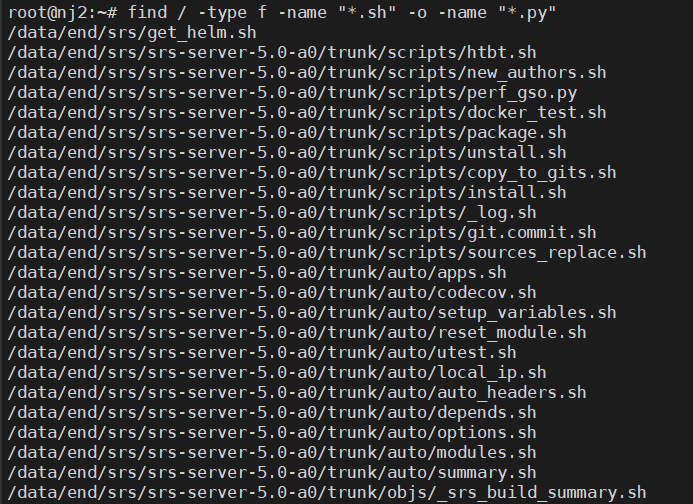 root@nj2:~# find / -type f -name "*.sh" -o -name "*.py"
/data/end/srs/get_helm.sh
/data/end/srs/srs-server-5.0-a0/trunk/scripts/htbt.sh
/data/end/srs/srs-server-5.0-a0/trunk/scripts/new_authors.sh
/data/end/srs/srs-server-5.0-a0/trunk/scripts/perf_gso.py
/data/end/srs/srs-server-5.0-a0/trunk/scripts/docker_test.sh
/data/end/srs/srs-server-5.0-a0/trunk/scripts/package.sh
/data/end/srs/srs-server-5.0-a0/trunk/scripts/unstall.sh
/data/end/srs/srs-server-5.0-a0/trunk/scripts/copy_to_gits.sh
/data/end/srs/srs-server-5.0-a0/trunk/scripts/install.sh
/data/end/srs/srs-server-5.0-a0/trunk/scripts/_log.sh
/data/end/srs/srs-server-5.0-a0/trunk/scripts/git.commit.sh
/data/end/srs/srs-server-5.0-a0/trunk/scripts/sources_replace.sh
/data/end/srs/srs-server-5.0-a0/trunk/auto/apps.sh
/data/end/srs/srs-server-5.0-a0/trunk/auto/codecov.sh
/data/end/srs/srs-server-5.0-a0/trunk/auto/setup_variables.sh
/data/end/srs/srs-server-5.0-a0/trunk/auto/reset_module.sh
/data/end/srs/srs-server-5.0-a0/trunk/auto/utest.sh
/data/end/srs/srs-server-5.0-a0/trunk/auto/local_ip.sh
/data/end/srs/srs-server-5.0-a0/trunk/auto/auto_headers.sh
/data/end/srs/srs-server-5.0-a0/trunk/auto/depends.sh
/data/end/srs/srs-server-5.0-a0/trunk/auto/options.sh
/data/end/srs/srs-server-5.0-a0/trunk/auto/modules.sh
/data/end/srs/srs-server-5.0-a0/trunk/auto/summary.sh
/data/end/srs/srs-server-5.0-a0/trunk/objs/_srs_build_summary.sh